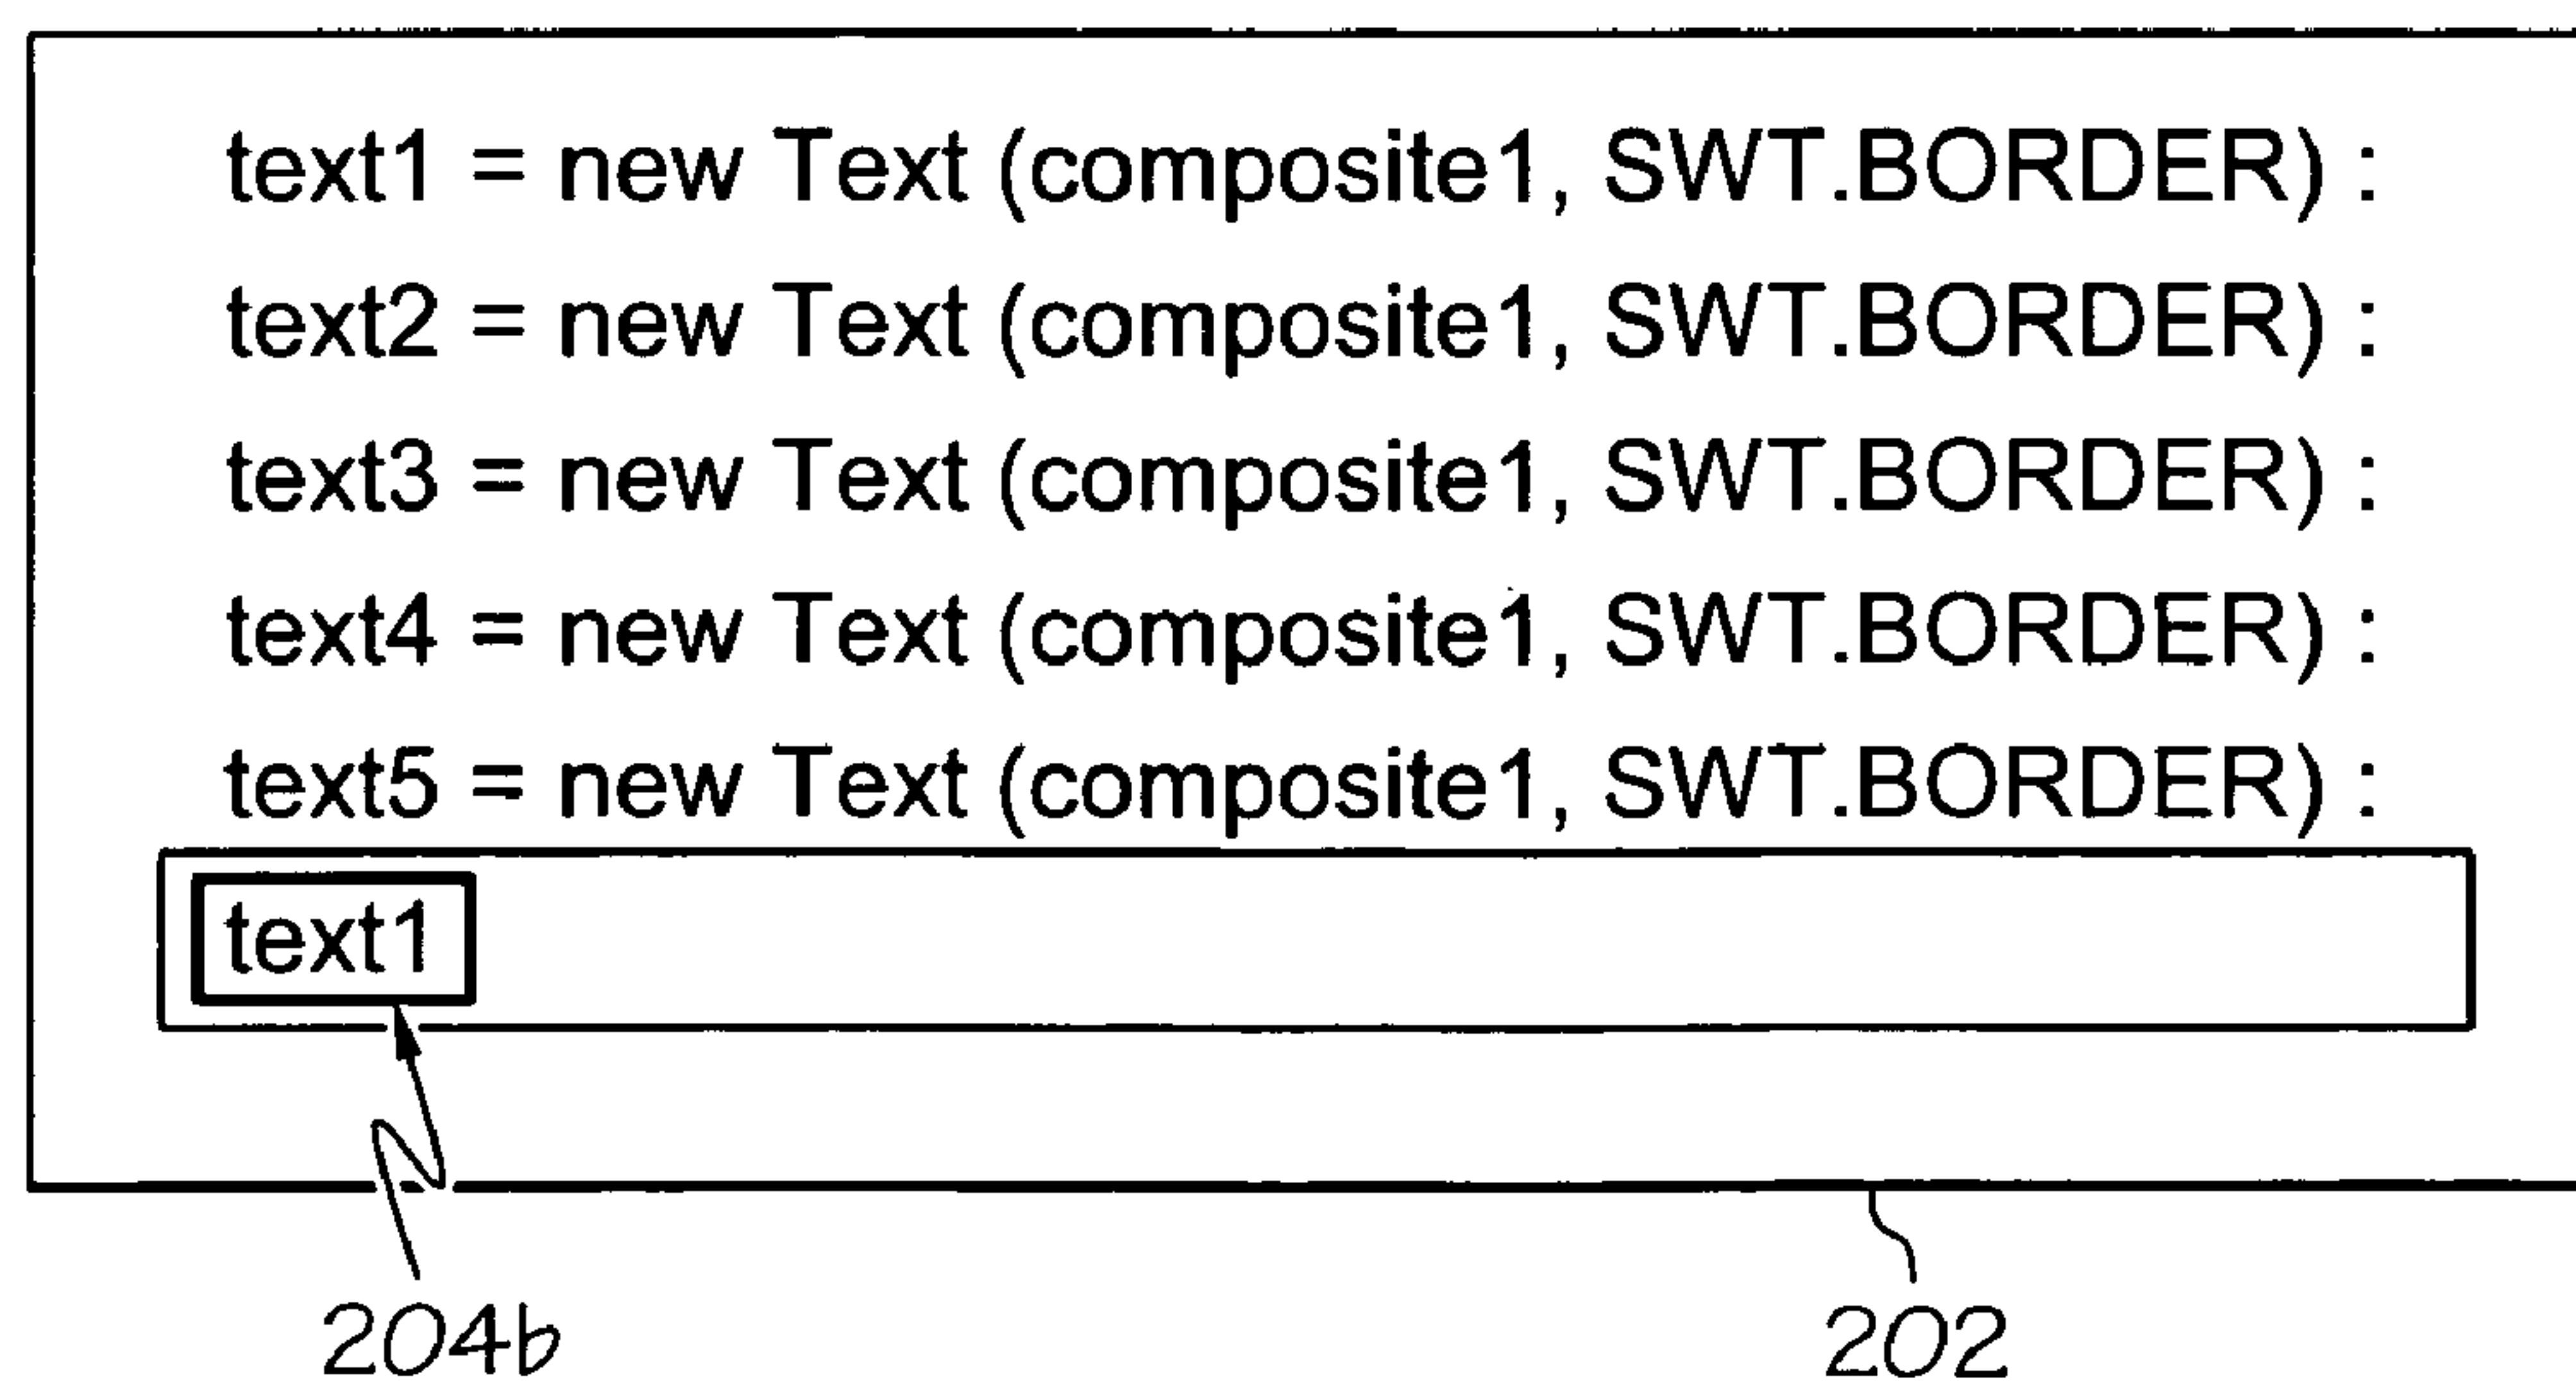 text1 = new Text (composite1, SWT.BORDER) :
text2 = new Text (composite1, SWT.BORDER) :
text3 = new Text (composite1, SWT.BORDER) :
text4 = new Text (composite1, SWT.BORDER) :
text5 = new Text (composite1, SWT.BORDER) :
text1
204b 202